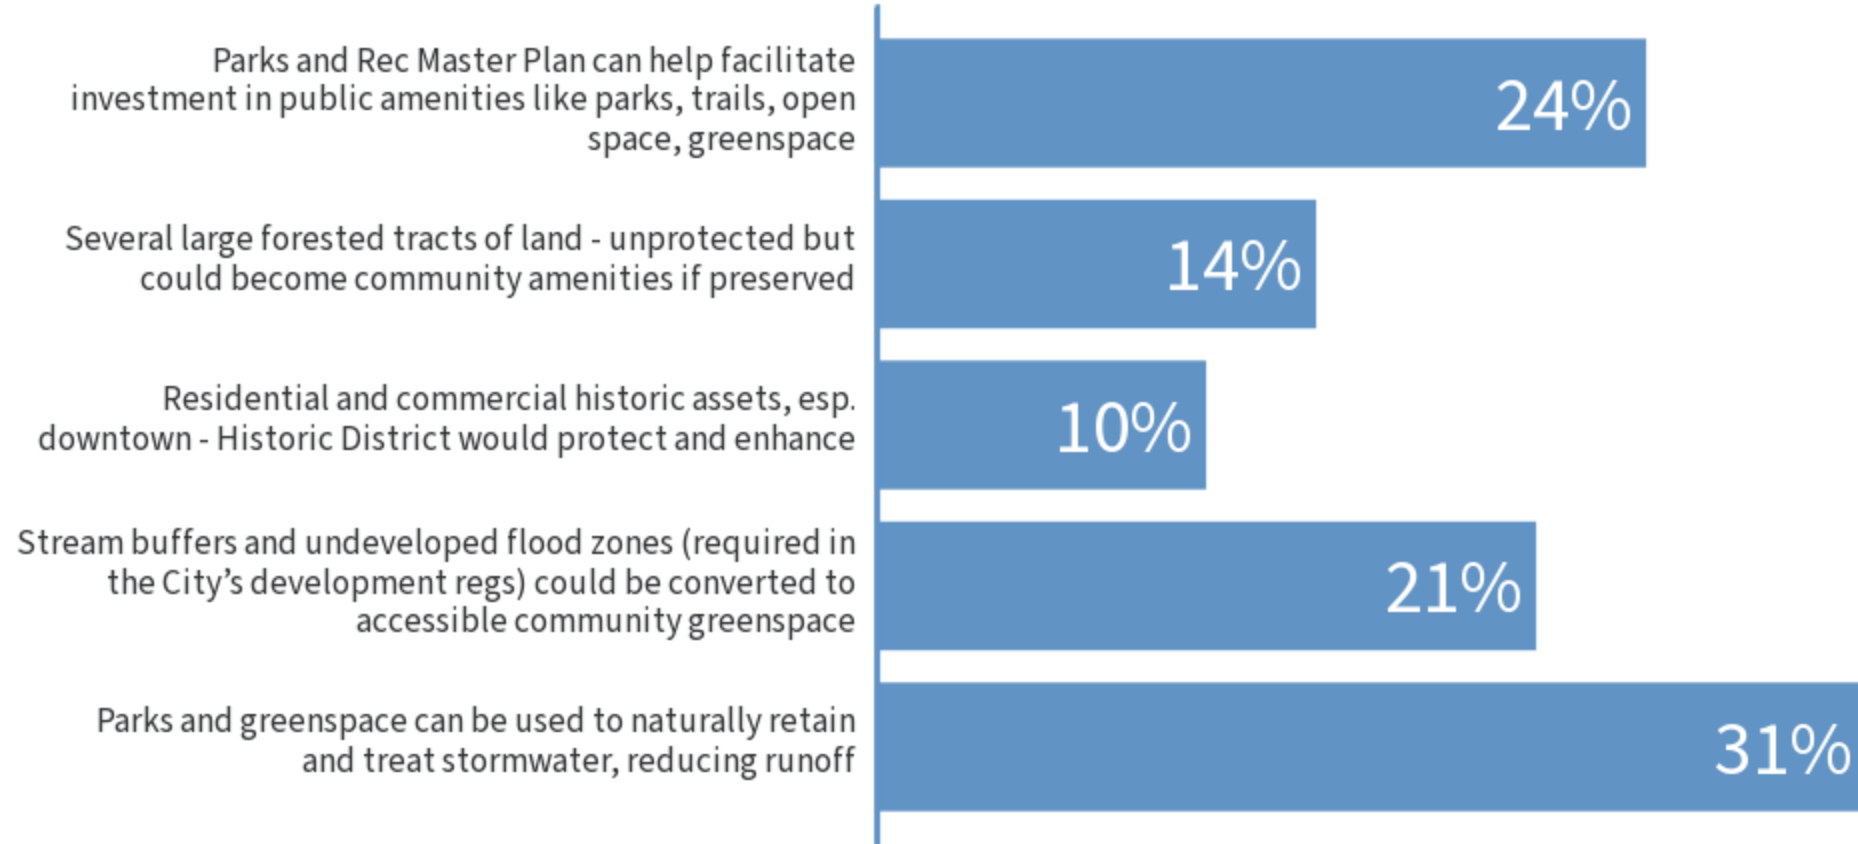 Parks and Rec Master Plan can help facilitate
investment in public amenities like parks, trails, open
space, greenspace
24%
Several large forested tracts of land - unprotected but
could become community amenities if preserved
14%
Residential and commercial historic assets, esp.
downtown - Historic District would protect and enhance
10%
Stream buffers and undeveloped flood zones (required in
the City’s development regs) could be converted to
accessible community greenspace
21%
Parks and greenspace can be used to naturally retain
and treat stormwater, reducing runoff
31%